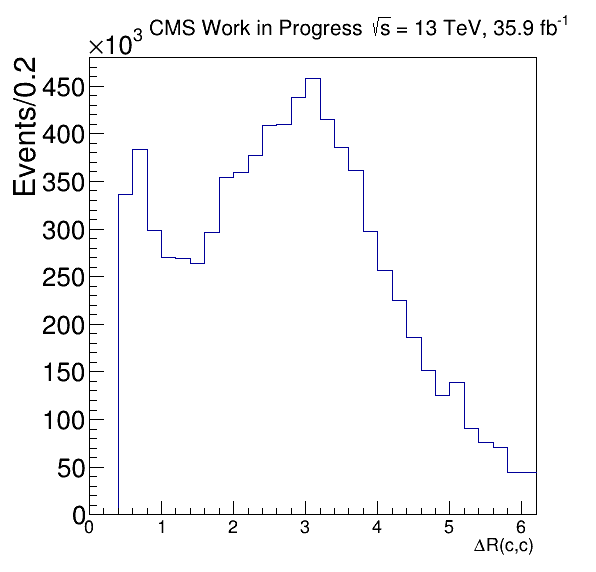 CMS Work in Progress √s = 13 TeV, 35.9 fb⁻¹
×10³
Events/0.2
450
400
350
300
250
200
150
100
50
0
0 1 2 3 4 5 6
ΔR(c,c)